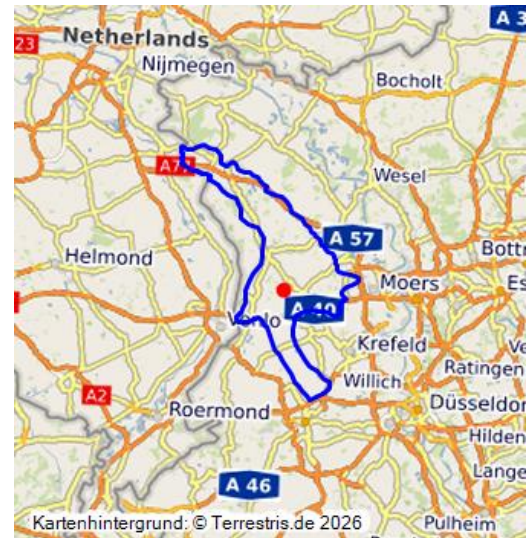 A 3
Netherlands
23
Nijmegen
Bocholt
A7
Wesel
A 57
Helmond
Bottr
Moers
Es
A 40
Venlo
Krefeld
Ve
Ratingen
A2
Willich
Roermond
Düsseldor
Hilden
A 46
Lange
Pulheim
Kartenhintergrund: © Terrestris.de 2026